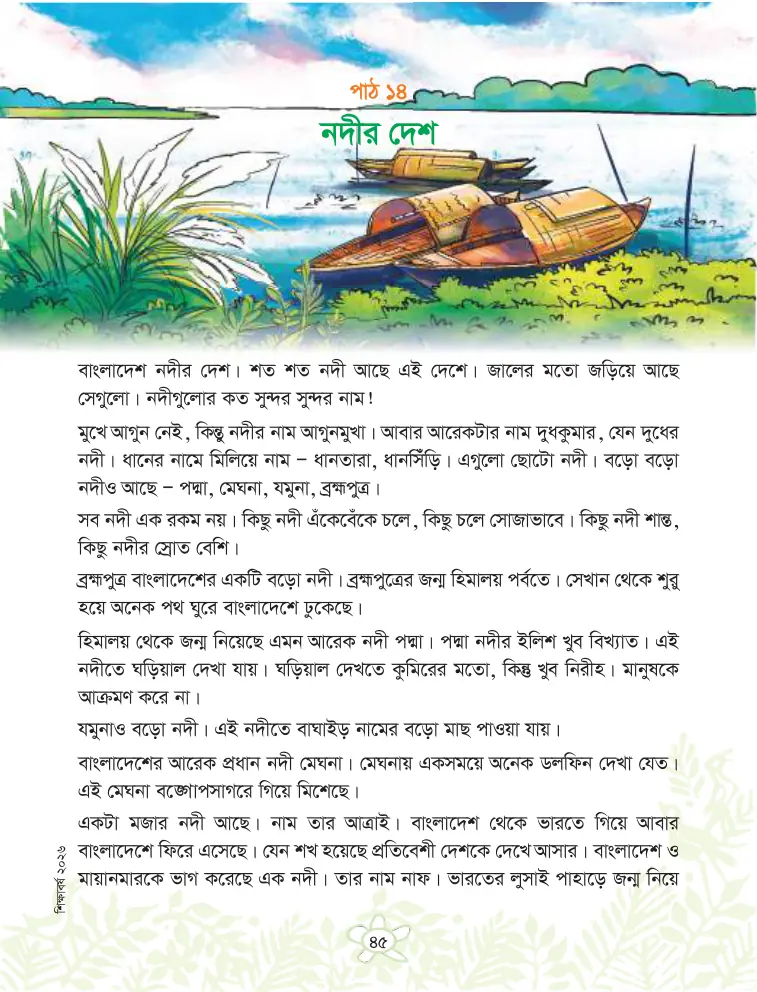 পাঠ ১৪
নদীর দেশ
বাংলাদেশ নদীর দেশ। শত শত নদী আছে এই দেশে। জালের মতো জড়িয়ে আছে
সেগুলো। নদীগুলোর কত সুন্দর সুন্দর নাম!
মুখে আগুন নেই, কিন্তু নদীর নাম আগুনমুখা। আবার আরেকটার নাম দুধকুমার, যেন দুধের
নদী। ধানের নামে মিলিয়ে নাম – ধানতারা, ধানসিঁড়ি। এগুলো ছোটো নদী। বড়ো বড়ো
নদীও আছে – পদ্মা, মেঘনা, যমুনা, ব্রহ্মপুত্র।
সব নদী এক রকম নয়। কিছু নদী এঁকেবেঁকে চলে, কিছু চলে সোজাভাবে। কিছু নদী শান্ত,
কিছু নদীর স্রোত বেশি।
ব্রহ্মপুত্র বাংলাদেশের একটি বড়ো নদী। ব্রহ্মপুত্রের জন্ম হিমালয় পর্বতে। সেখান থেকে শুরু
হয়ে অনেক পথ ঘুরে বাংলাদেশে ঢুকেছে।
হিমালয় থেকে জন্ম নিয়েছে এমন আরেক নদী পদ্মা। পদ্মা নদীর ইলিশ খুব বিখ্যাত। এই
নদীতে ঘড়িয়াল দেখা যায়। ঘড়িয়াল দেখতে কুমিরের মতো, কিন্তু খুব নিরীহ। মানুষকে
আক্রমণ করে না।
যমুনাও বড়ো নদী। এই নদীতে বাঘাইড় নামের বড়ো মাছ পাওয়া যায়।
বাংলাদেশের আরেক প্রধান নদী মেঘনা। মেঘনায় একসময়ে অনেক ডলফিন দেখা যেত।
এই মেঘনা বঙ্গোপসাগরে গিয়ে মিশেছে।
একটা মজার নদী আছে। নাম তার আত্রাই। বাংলাদেশ থেকে ভারতে গিয়ে আবার
বাংলাদেশে ফিরে এসেছে। যেন শখ হয়েছে প্রতিবেশী দেশকে দেখে আসার। বাংলাদেশ ও
মায়ানমারকে ভাগ করেছে এক নদী। তার নাম নাফ। ভারতের লুসাই পাহাড়ে জন্ম নিয়ে
শিক্ষাবর্ষ ২০২৬
৪৫